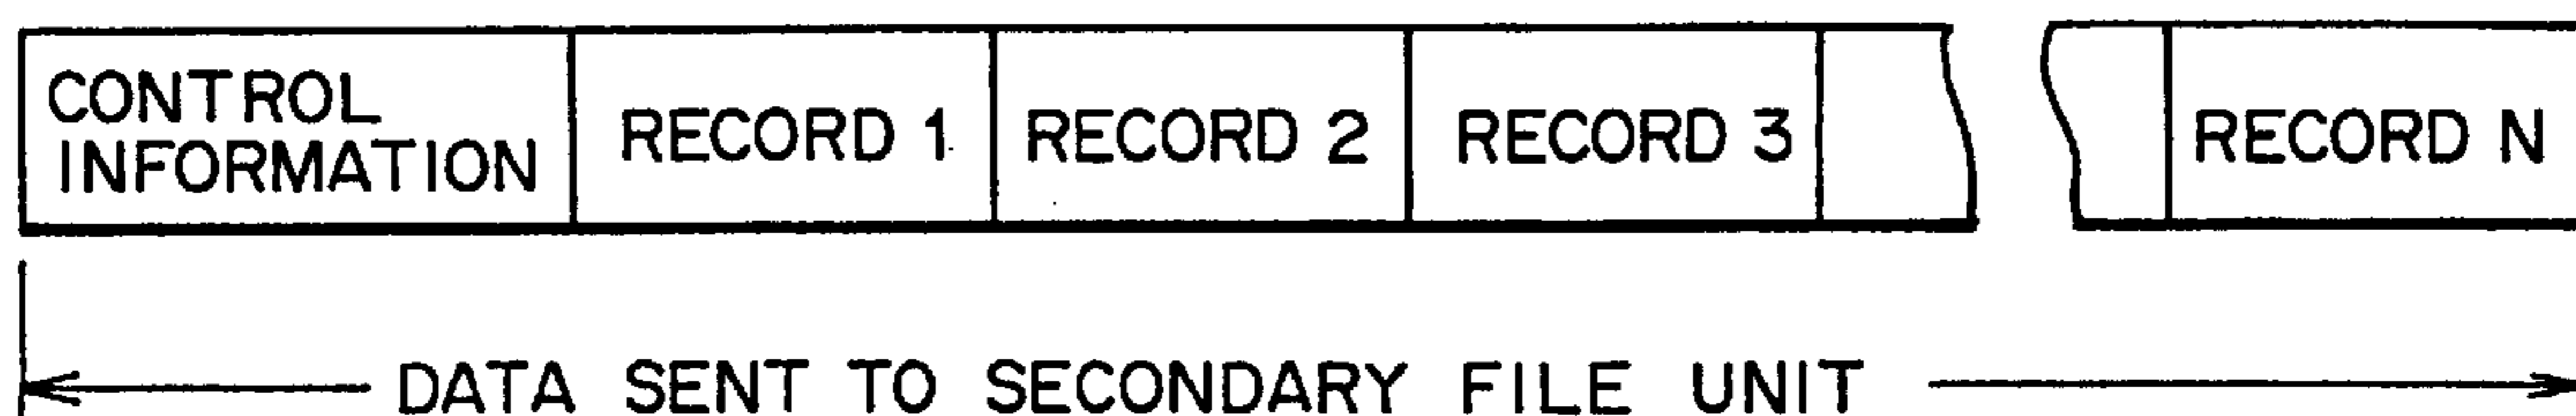 CONTROL
INFORMATION
RECORD 1
RECORD 2
RECORD 3
RECORD N
DATA SENT TO SECONDARY FILE UNIT